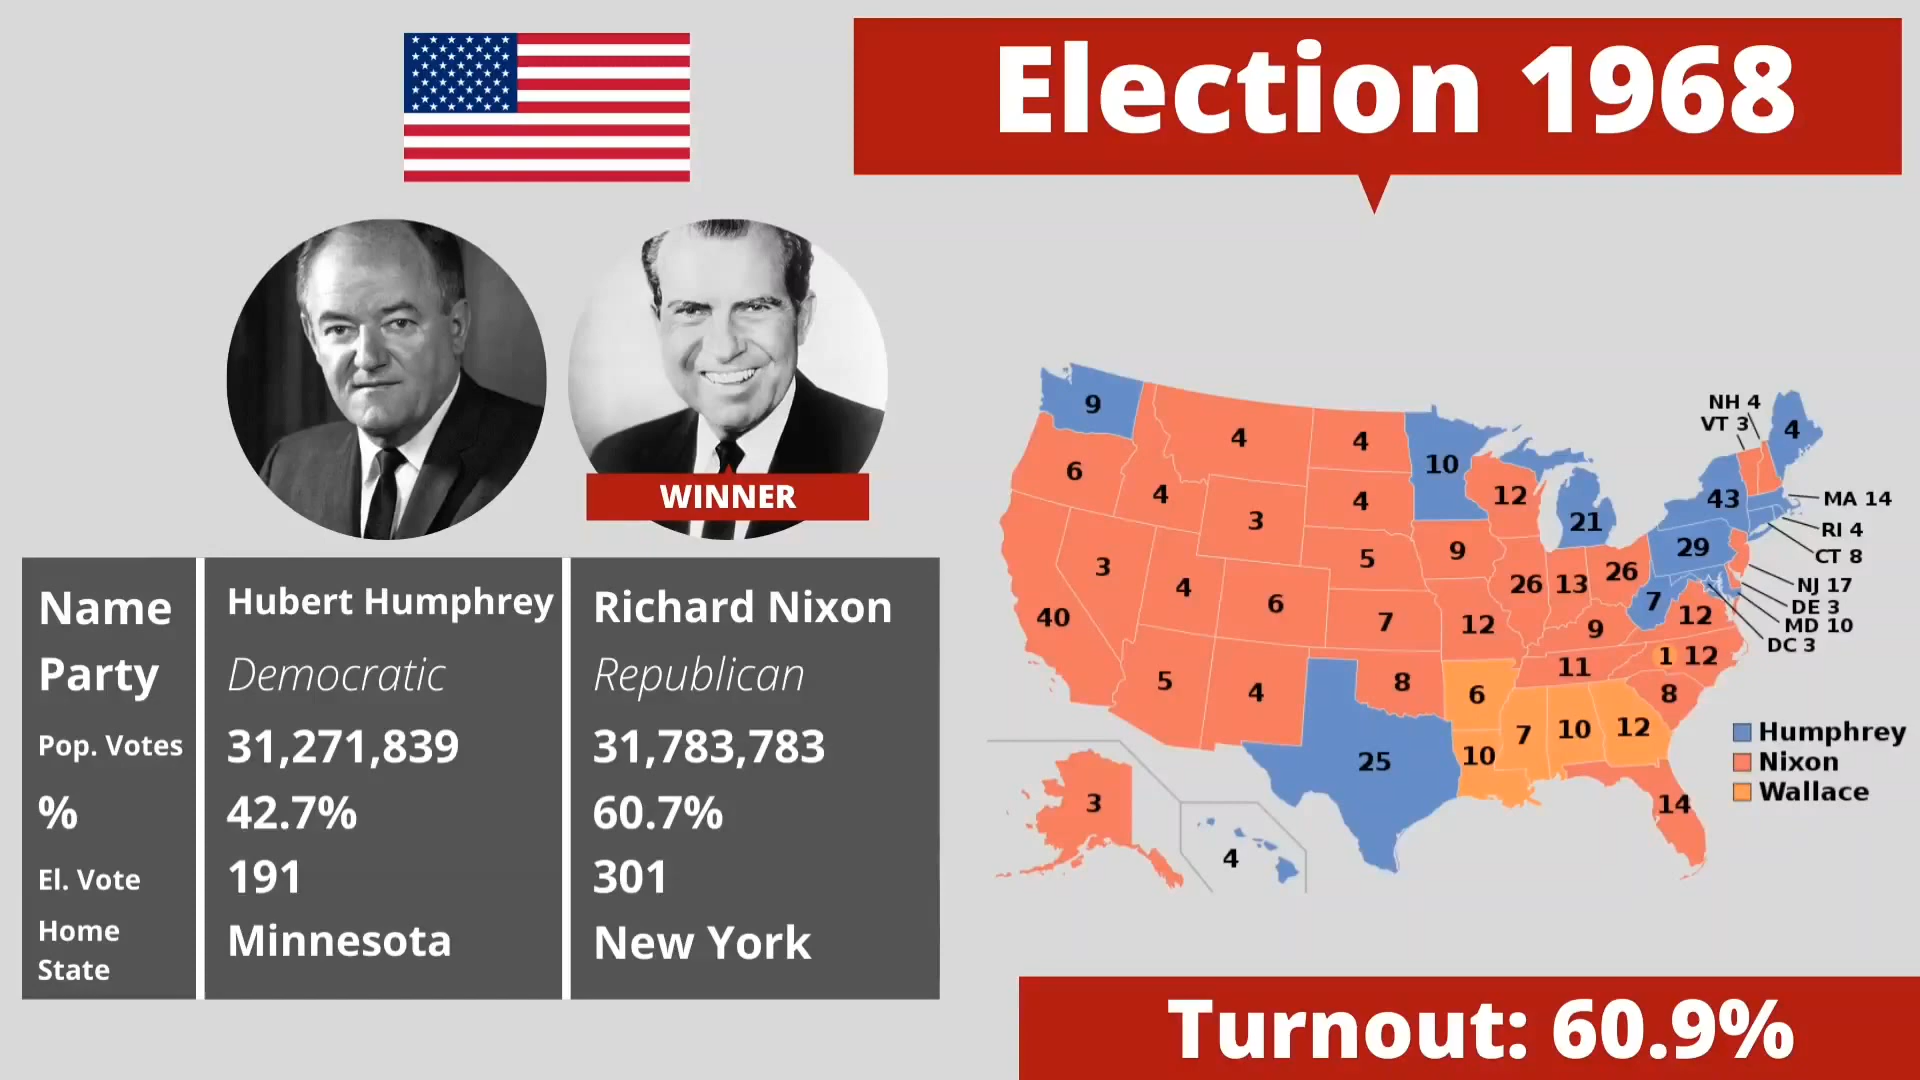 Election 1968
WINNER
Name Hubert Humphrey Richard Nixon
Party Democratic Republican
Pop. Votes 31,271,839 31,783,783
% 42.7% 60.7%
El. Vote 191 301
Home State Minnesota New York
9
6
4
4
4
4
3
10
12
21
4
NH 4
VT 3
43
MA 14
RI 4
CT 8
29
NJ 17
DE 3
MD 10
DC 3
40
3
4
6
5
9
26
13
26
7
12
7
12
9
11
1
12
5
4
8
6
8
25
10
7
10
12
14
3
4
Humphrey
Nixon
Wallace
Turnout: 60.9%